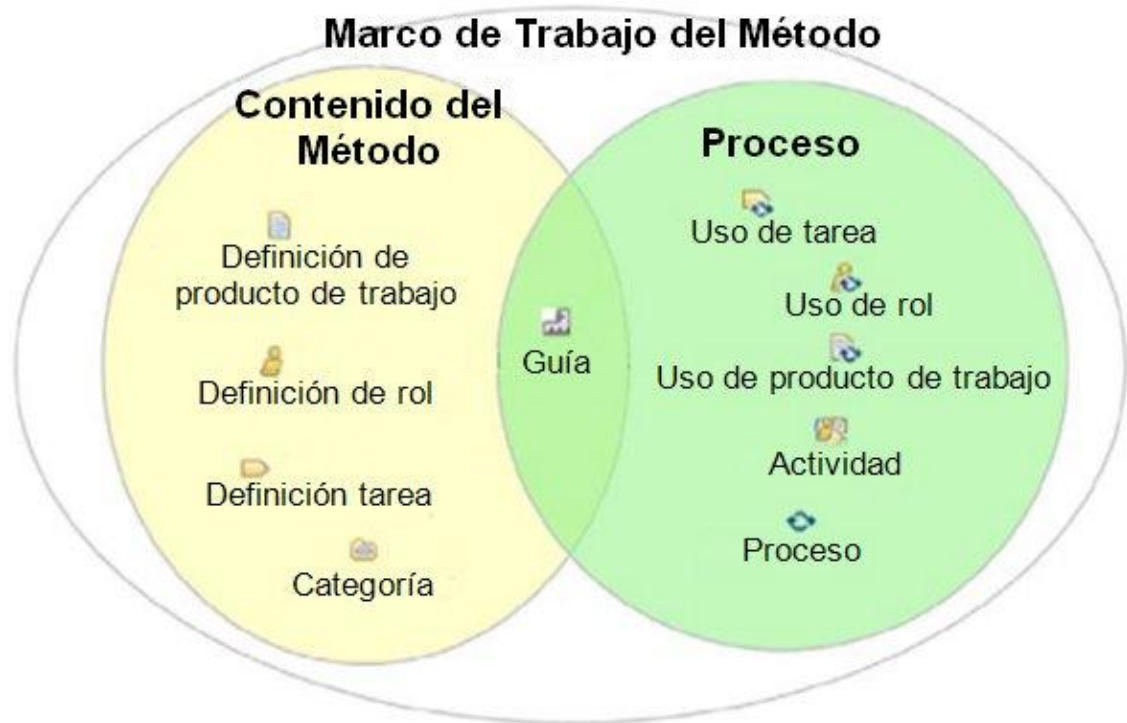 Marco de Trabajo del Método
Contenido del
Método
Definición de
producto de trabajo
Definición de rol
Definición tarea
Categoría
Guía
Proceso
Uso de tarea
Uso de rol
Uso de producto de trabajo
Actividad
Proceso